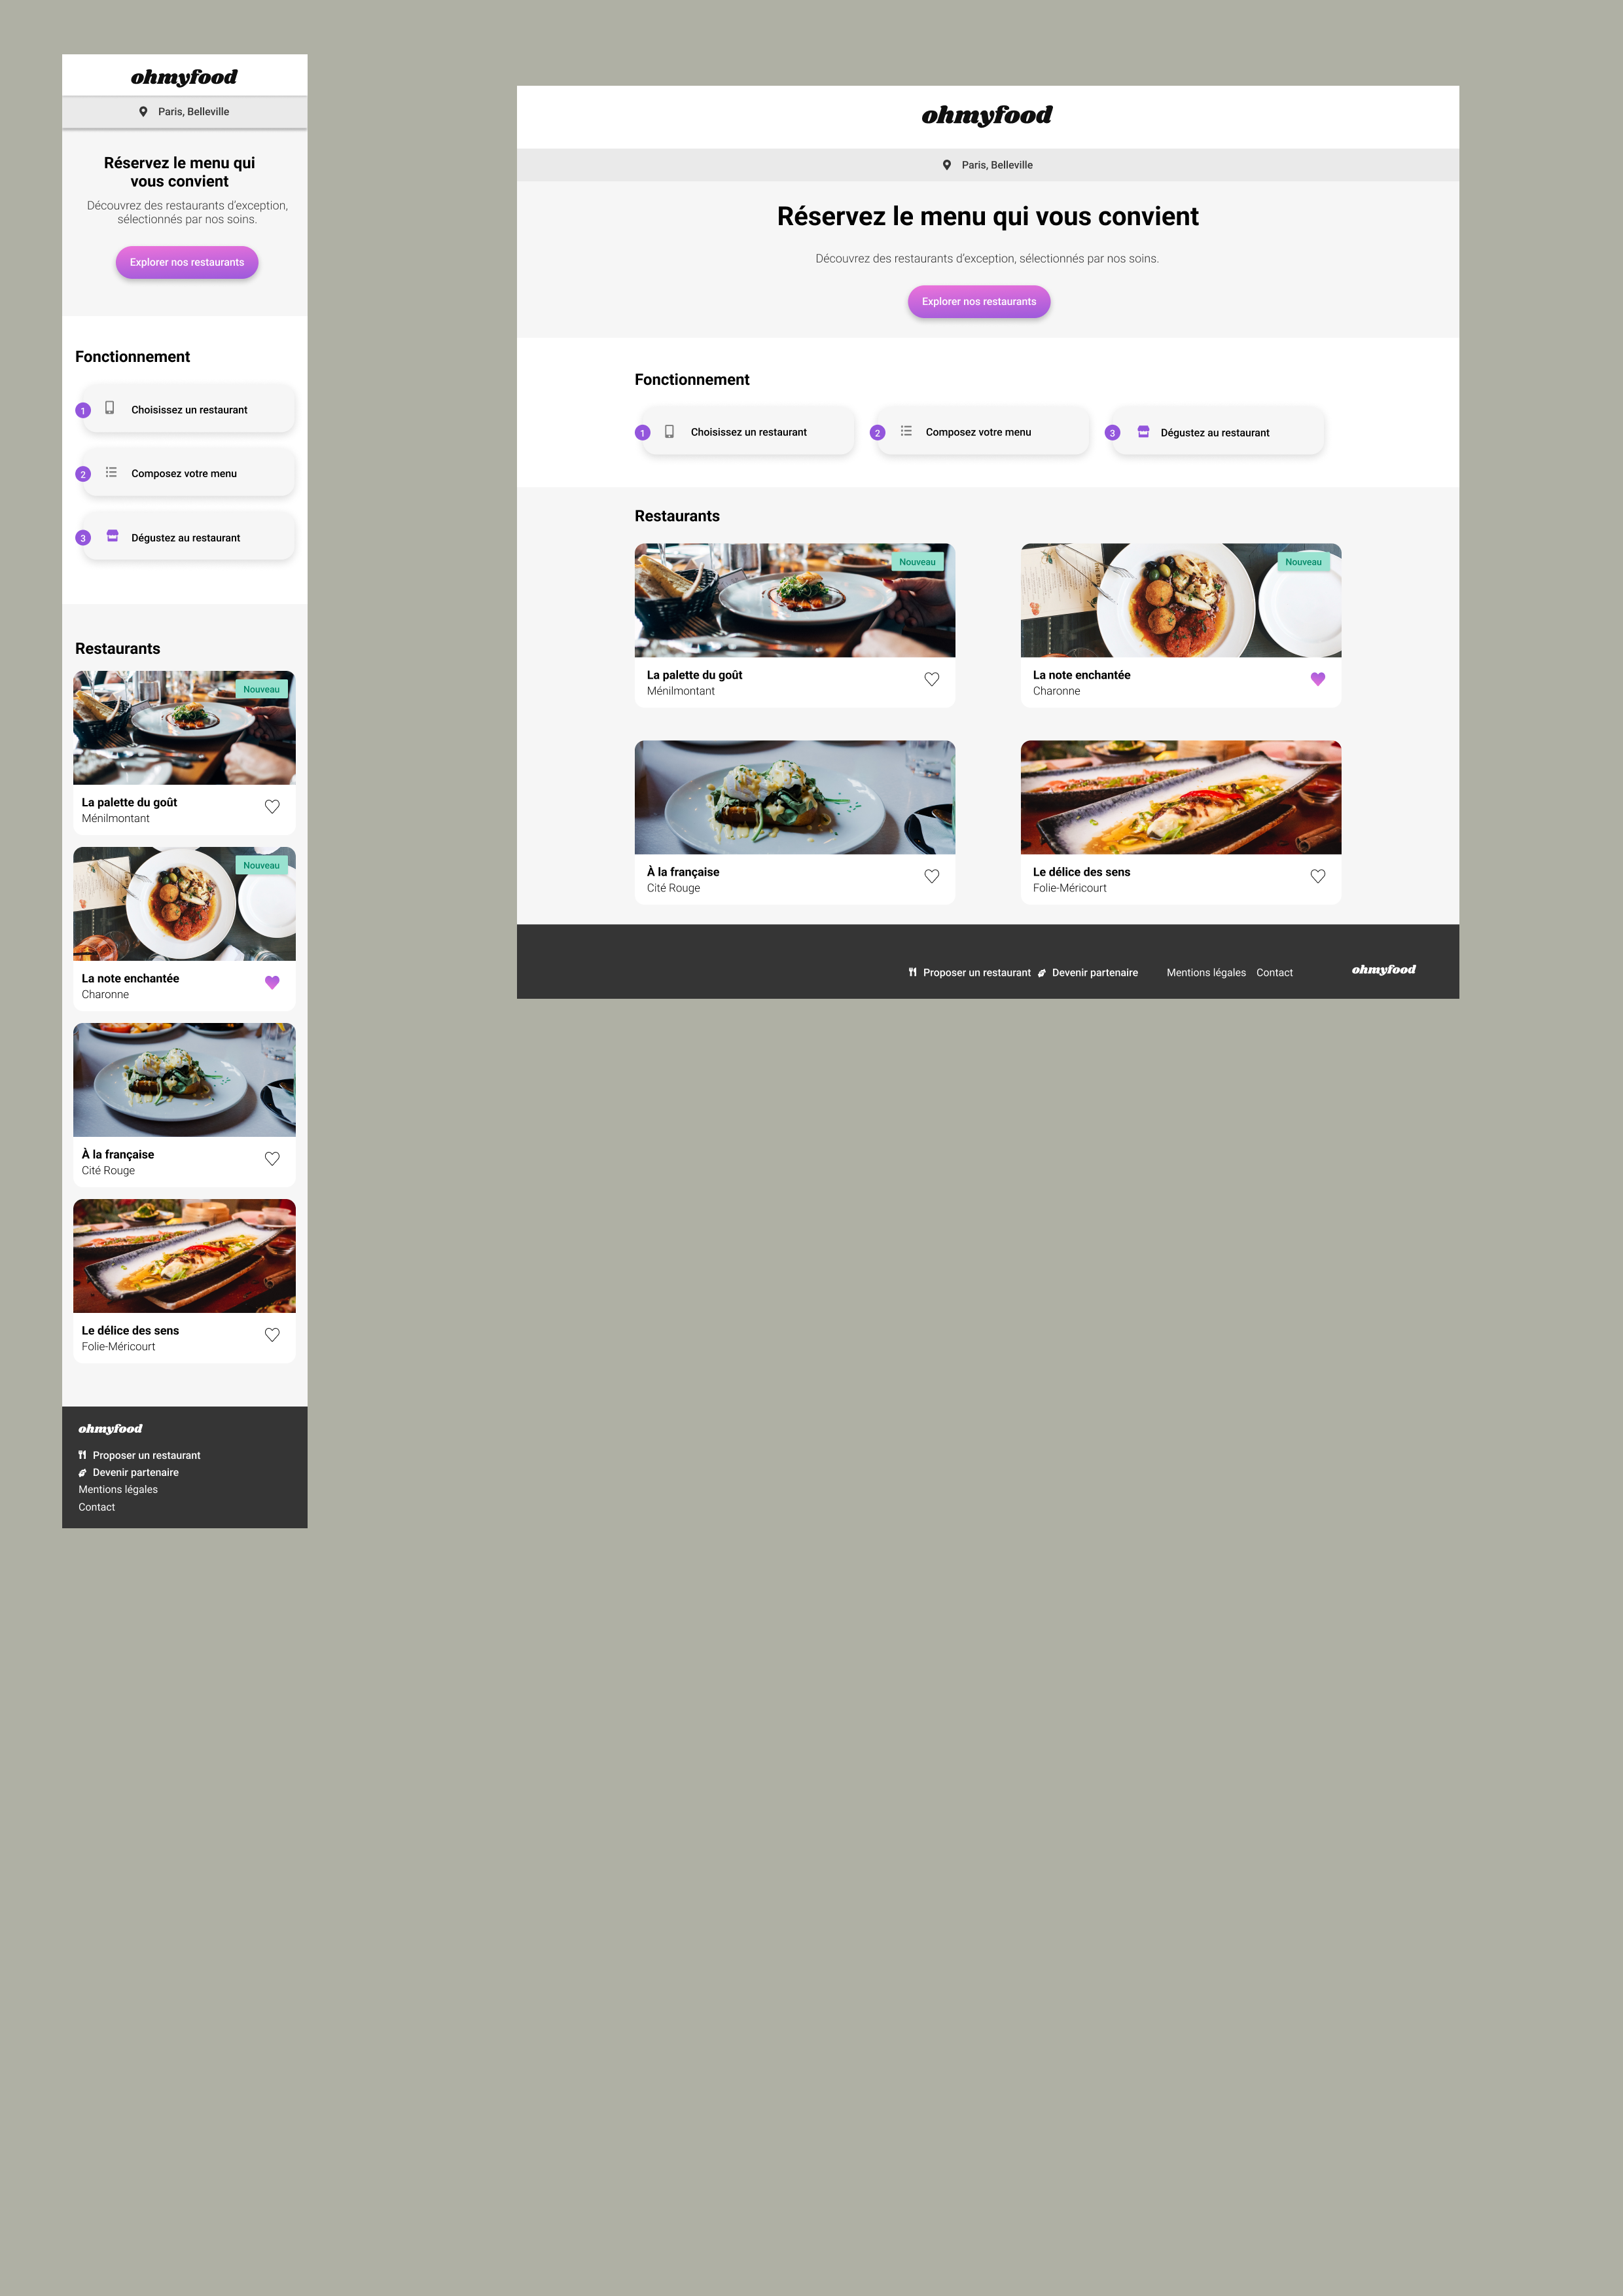 ohmyfood
Paris, Belleville
Réservez le menu qui
vous convient
Découvrez des restaurants d'exception,
sélectionnés par nos soins.
Explorer nos restaurants
Fonctionnement
1 Choisissez un restaurant
2 Composez votre menu
3 Dégustez au restaurant
Restaurants
Nouveau
La palette du goût
Ménilmontant
Nouveau
La note enchantée
Charonne
À la française
Cité Rouge
Le délice des sens
Folie-Méricourt
ohmyfood
Proposer un restaurant
Devenir partenaire
Mentions légales
Contact
ohmyfood
Paris, Belleville
Réservez le menu qui vous convient
Découvrez des restaurants d'exception, sélectionnés par nos soins.
Explorer nos restaurants
Fonctionnement
1 Choisissez un restaurant 2 Composez votre menu 3 Dégustez au restaurant
Restaurants
Nouveau
La palette du goût
Ménilmontant
Nouveau
La note enchantée
Charonne
À la française
Cité Rouge
Le délice des sens
Folie-Méricourt
Proposer un restaurant Devenir partenaire Mentions légales Contact ohmyfood